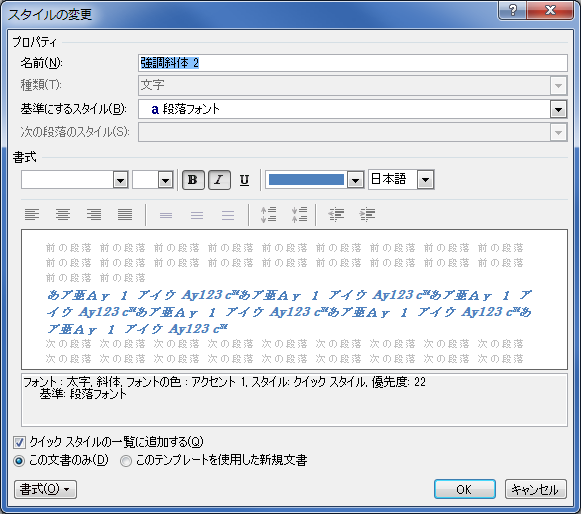 スタイルの変更
プロパティ
名前(N): 強調斜体 2
種類(T): 文字
基準にするスタイル(B): a 段落フォント
次の段落のスタイル(S):
書式
B I U 日本語
前の段落 前の段落 前の段落 前の段落 前の段落 前の段落 前の段落 前の段落 前の段落
前の段落 前の段落 前の段落 前の段落 前の段落 前の段落 前の段落 前の段落 前の段落
前の段落 前の段落
あア亜Ａｙ １ アイウ Ay123 あア亜Ａｙ １ アイウ Ay123 あア亜Ａｙ １ ア
イウ Ay123 あア亜Ａｙ １ アイウ Ay123 あア亜Ａｙ １ アイウ Ay123 あ
ア亜Ａｙ １ アイウ Ay123
次の段落 次の段落 次の段落 次の段落 次の段落 次の段落 次の段落 次の段落 次の段落
次の段落 次の段落 次の段落 次の段落 次の段落 次の段落 次の段落 次の段落 次の段落
フォント : 太字, 斜体, フォントの色 : アクセント 1, スタイル: クイック スタイル, 優先度: 22
基準: 段落フォント
クイック スタイルの一覧に追加する(Q)
この文書のみ(D) このテンプレートを使用した新規文書
書式(O) OK キャンセル